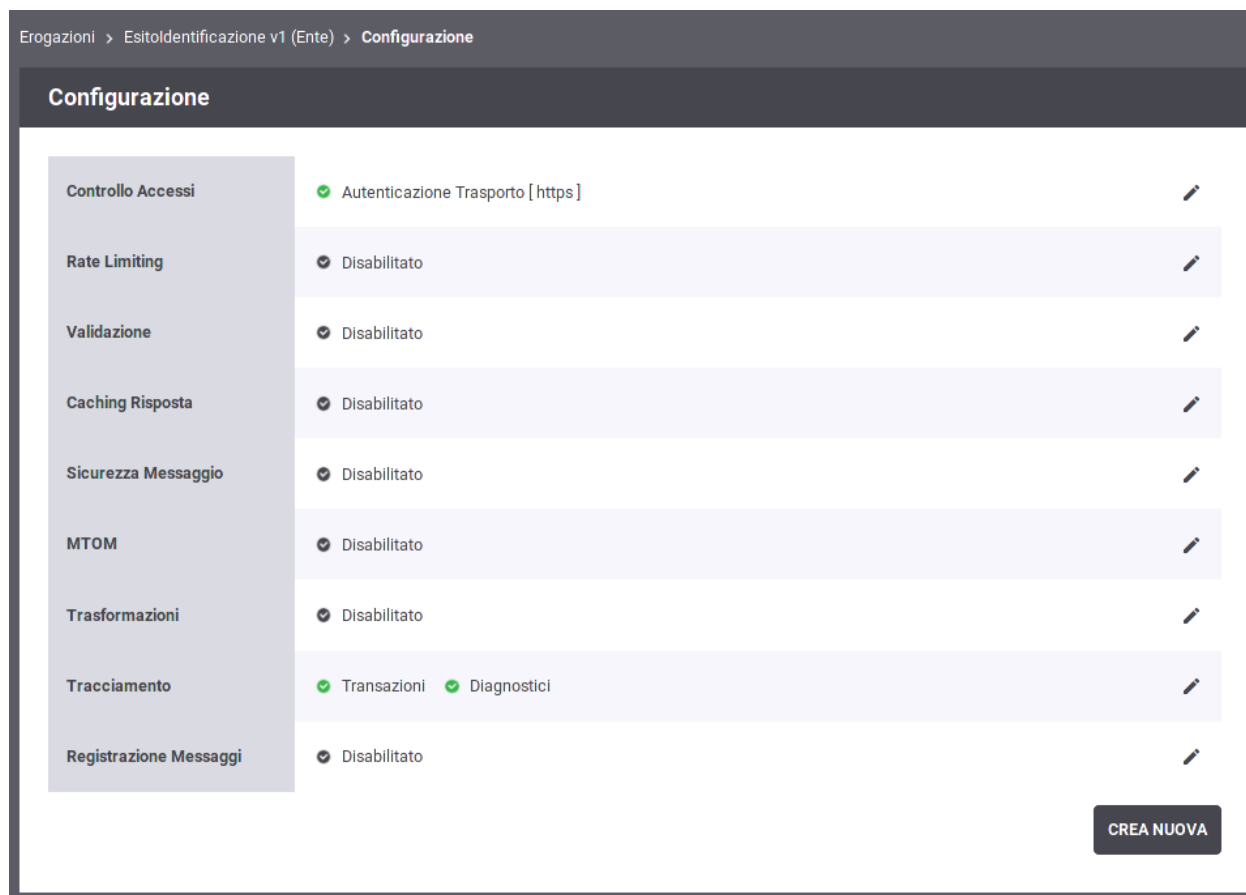 Erogazioni > EsitoIdentificazione v1 (Ente) > Configurazione
Configurazione
Controllo Accessi Autenticazione Trasporto [ https ]
Rate Limiting Disabilitato
Validazione Disabilitato
Caching Risposta Disabilitato
Sicurezza Messaggio Disabilitato
MTOM Disabilitato
Trasformazioni Disabilitato
Tracciamento Transazioni Diagnostici
Registrazione Messaggi Disabilitato
CREA NUOVA